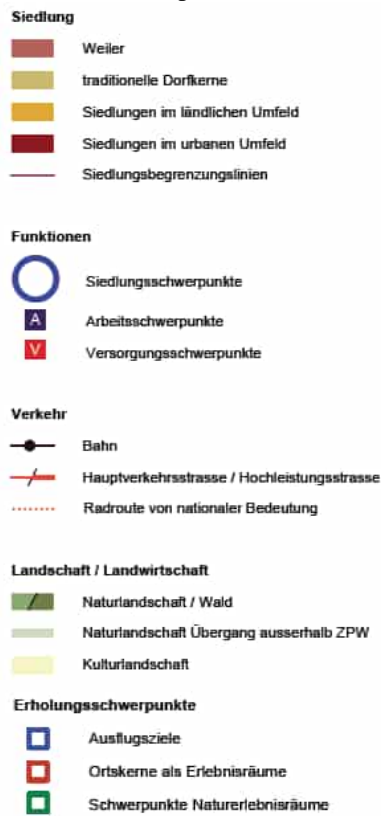 Siedlung
Weiler
traditionelle Dorfkerne
Siedlungen im ländlichen Umfeld
Siedlungen im urbanen Umfeld
Siedlungsbegrenzungslinien
Funktionen
Siedlungsschwerpunkte
A Arbeitsschwerpunkte
V Versorgungsschwerpunkte
Verkehr
Bahn
Hauptverkehrsstrasse / Hochleistungsstrasse
Radroute von nationaler Bedeutung
Landschaft / Landwirtschaft
Naturlandschaft / Wald
Naturlandschaft Übergang ausserhalb ZPW
Kulturlandschaft
Erholungsschwerpunkte
Ausflugsziele
Ortskerne als Erlebnisräume
Schwerpunkte Naturerlebnisräume